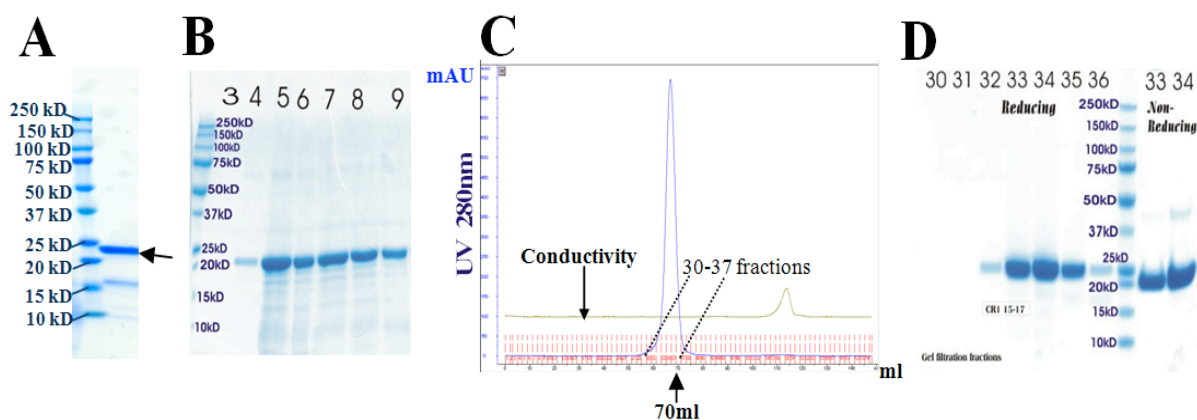 A
250 kD
150 kD
100 kD
75 kD
50 kD
37 kD
25 kD
20 kD
15 kD
10 kD
B
3 4 5 6 7 8 9
250kD
150kD
100kD
75kD
50kD
37kD
25kD
20kD
15kD
10kD
C
mAU
UV 280nm
Conductivity
30-37 fractions
ml
70ml
D
30 31 32 33 34 35 36 33 34
Reducing
Non-
Reducing
250kD
150kD
100kD
75kD
50kD
37kD
25kD
20kD
15kD
10kD
CR1 15-17
Gel filtration fractions